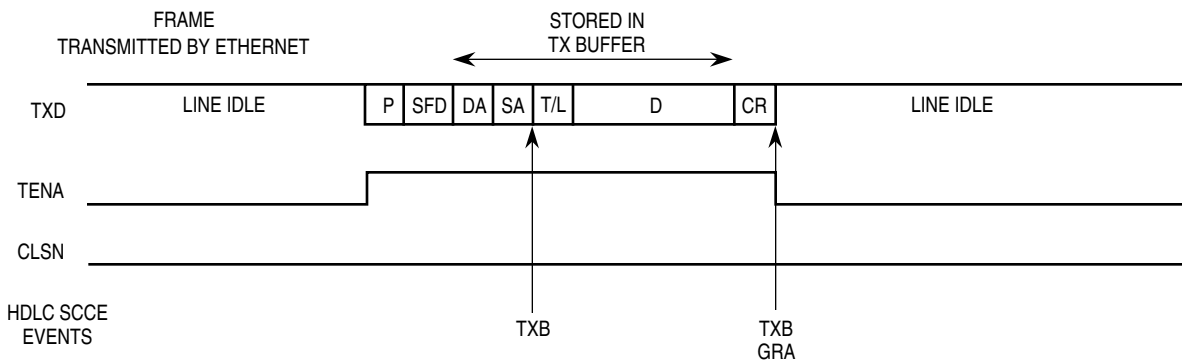 FRAME
TRANSMITTED BY ETHERNET
STORED IN
TX BUFFER
TXD
LINE IDLE
P
SFD
DA
SA
T/L
D
CR
LINE IDLE
TENA
CLSN
HDLC SCCE
EVENTS
TXB
TXB
GRA